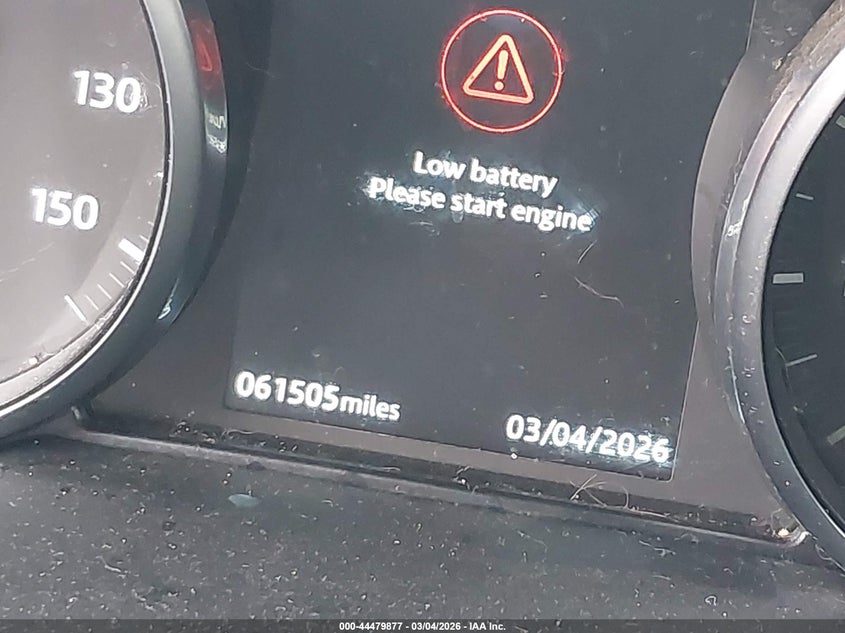 130
150
Low battery
Please start engine
061505miles
03/04/2026
000-44479877 - 03/04/2026 - IAA Inc.